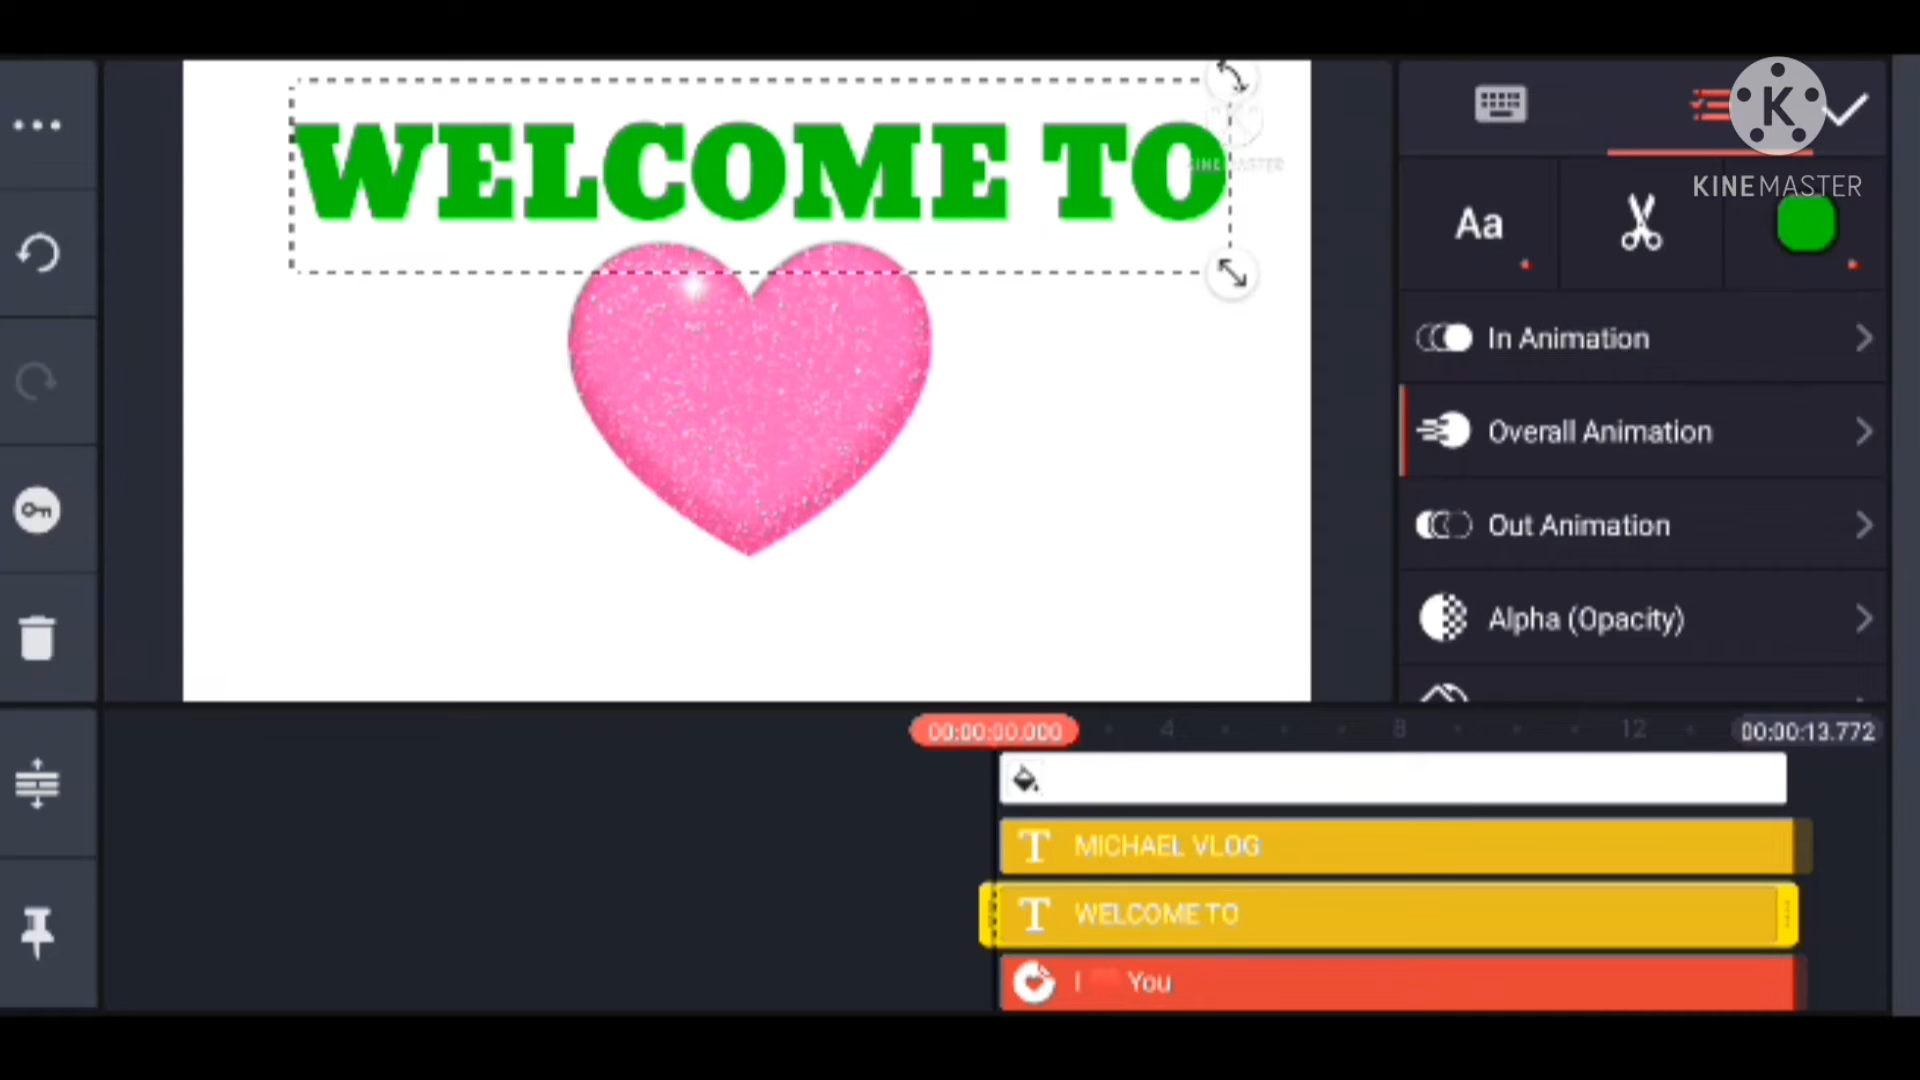 WELCOME TO
KINEMASTER
K
KINEMASTER
Aa
In Animation
Overall Animation
Out Animation
Alpha (Opacity)
00:00:00.000
4
8
12
00:00:13.772
MICHAEL VLOG
WELCOME TO
I You